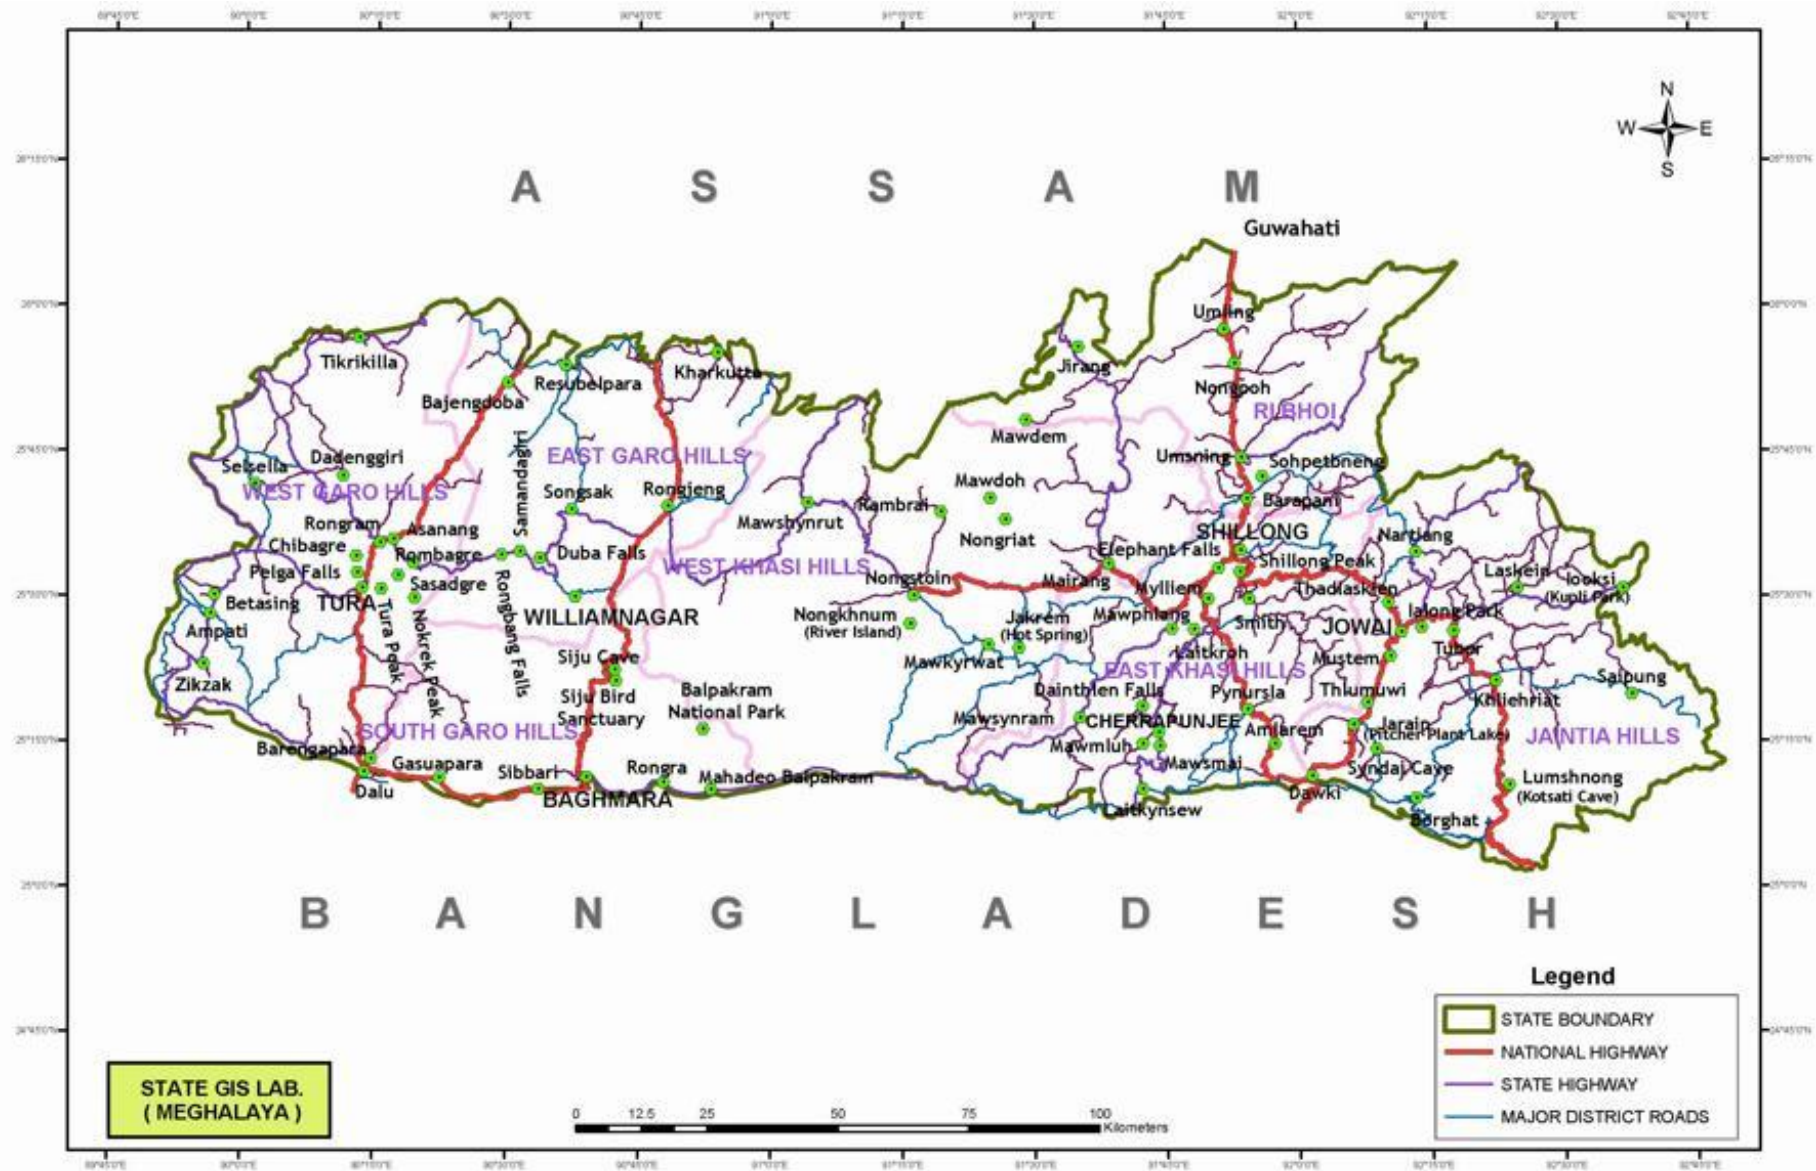 N
W E
S
A S S A M
Guwahati
Umling
Tikrikilla
Jirang
Kharkutta
Resubelpara
Nongpoh
Bajengdoba
RI BHOI
Mawdem
Samandagiri
EAST GARO HILLS
Umsning
Sohpetbneng
Dadenggiri
Selsella
WEST GARO HILLS
Songsak
Rongjeng
Mawdoh
Barapani
Rambrai
Mawshynrut
Rongram
Asanang
SHILLONG
Nongriat
Nartiang
Chibagre
Rombagre
Duba Falls
Elephant Falls
Shillong Peak
WEST KHASI HILLS
Pelga Falls
Sasadgre
Nongstoin
Mairang
Mylliem
Thadlaskien
Laskein
Iooksi
(Kupli Park)
Betasing
TURA
Tura Peak
Nokrek Peak
Rongbang Falls
WILLIAMNAGAR
Nongkhnum
(River Island)
Jakrem
(Hot Spring)
Mawphlang
Smith
JOWAI
Ialong Park
Ampati
Siju Cave
Mawkyrwat
Laitkroh
Mustem
Tubor
EAST KHASI HILLS
Zikzak
Siju Bird
Sanctuary
Balpakram
National Park
Dainthlen Falls
Pynursla
Thlumuwi
Khliehriat
Saipung
SOUTH GARO HILLS
Mawsynram
CHERRAPUNJEE
Amlarem
Jarain
(Pitcher Plant Lake)
JAINTIA HILLS
Barengapara
Mawmluh
Mawsmai
Gasuapara
Sibbari
Rongra
Mahadeo
Balpakram
Syndai Cave
Lumshnong
(Kotsati Cave)
Dalu
BAGHMARA
Dawki
Laitkynsew
Borghat
B A N G L A D E S H
Legend
STATE BOUNDARY
NATIONAL HIGHWAY
STATE HIGHWAY
MAJOR DISTRICT ROADS
STATE GIS LAB.
( MEGHALAYA )
0 12.5 25 50 75 100
Kilometers